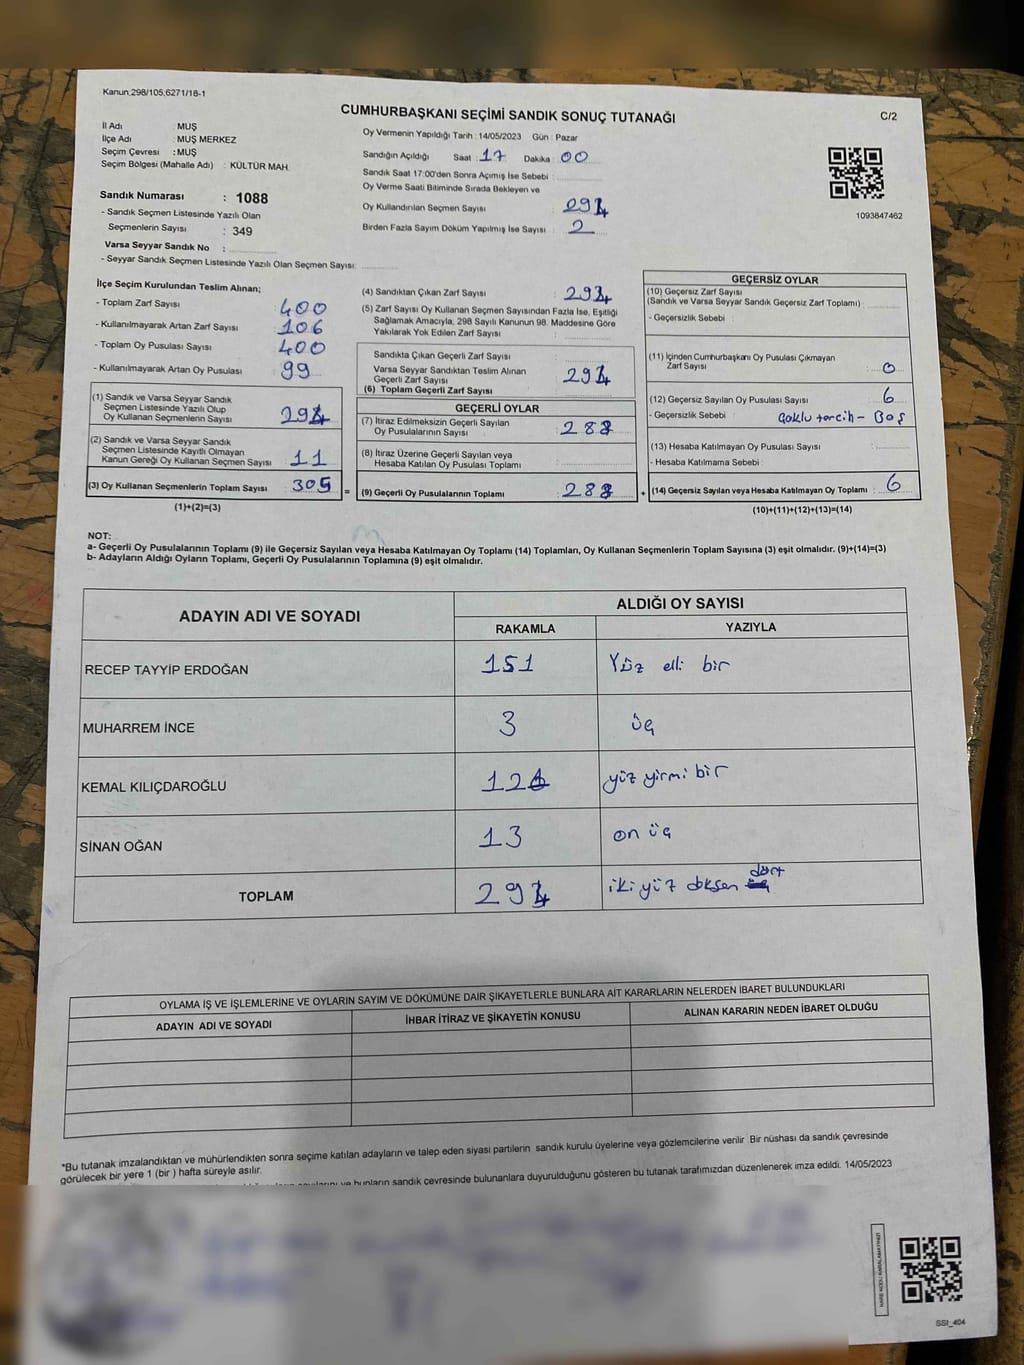 Kanun.298/105,6271/18-1
CUMHURBAŞKANI SEÇİMİ SANDIK SONUÇ TUTANAĞI
C/2
İl Adı : MUŞ
İlçe Adı : MUŞ MERKEZ
Seçim Çevresi : MUŞ
Seçim Bölgesi (Mahalle Adı) : KÜLTÜR MAH.
Sandık Numarası : 1088
- Sandık Seçmen Listesinde Yazılı Olan
Seçmenlerin Sayısı : 349
Varsa Seyyar Sandık No :
- Seyyar Sandık Seçmen Listesinde Yazılı Olan Seçmen Sayısı:
Oy Vermenin Yapıldığı Tarih : 14/05/2023 Gün : Pazar
Sandığın Açıldığı Saat : 17 Dakika : 00
Sandık Saat 17:00'den Sonra Açımış İse Sebebi :
Oy Verme Saati Bitiminde Sırada Bekleyen ve
Oy Kullandırılan Seçmen Sayısı : 294
Birden Fazla Sayım Döküm Yapılmış İse Sayısı : 2
1093847462
İlçe Seçim Kurulundan Teslim Alınan;
- Toplam Zarf Sayısı : 400
- Kullanılmayarak Artan Zarf Sayısı : 106
- Toplam Oy Pusulası Sayısı : 400
- Kullanılmayarak Artan Oy Pusulası : 99
(1) Sandık ve Varsa Seyyar Sandık
Seçmen Listesinde Yazılı Olup
Oy Kullanan Seçmenlerin Sayısı : 294
(2) Sandık ve Varsa Seyyar Sandık
Seçmen Listesinde Kayıtlı Olmayan
Kanun Gereği Oy Kullanan Seçmen Sayısı : 11
(3) Oy Kullanan Seçmenlerin Toplam Sayısı : 305
(1)+(2)=(3)
(4) Sandıktan Çıkan Zarf Sayısı : 294
(5) Zarf Sayısı Oy Kullanan Seçmen Sayısından Fazla İse, Eşitliği
Sağlamak Amacıyla, 298 Sayılı Kanunun 98. Maddesine Göre
Yakılarak Yok Edilen Zarf Sayısı :
Sandıkta Çıkan Geçerli Zarf Sayısı :
Varsa Seyyar Sandıktan Teslim Alınan
Geçerli Zarf Sayısı :
(6) Toplam Geçerli Zarf Sayısı : 294
GEÇERLİ OYLAR
(7) İtiraz Edilmeksizin Geçerli Sayılan
Oy Pusulalarının Sayısı : 288
(8) İtiraz Üzerine Geçerli Sayılan veya
Hesaba Katılan Oy Pusulası Toplamı :
= (9) Geçerli Oy Pusulalarının Toplamı : 288
GEÇERSİZ OYLAR
(10) Geçersiz Zarf Sayısı
(Sandık ve Varsa Seyyar Sandık Geçersiz Zarf Toplamı) :
- Geçersizlik Sebebi :
(11) İçinden Cumhurbaşkanı Oy Pusulası Çıkmayan
Zarf Sayısı : 0
(12) Geçersiz Sayılan Oy Pusulası Sayısı : 6
- Geçersizlik Sebebi : Çoklu tercih - Boş
(13) Hesaba Katılmayan Oy Pusulası Sayısı :
- Hesaba Katılmama Sebebi :
+ (14) Geçersiz Sayılan veya Hesaba Katılmayan Oy Toplamı : 6
(10)+(11)+(12)+(13)=(14)
NOT:
a- Geçerli Oy Pusulalarının Toplamı (9) ile Geçersiz Sayılan veya Hesaba Katılmayan Oy Toplamı (14) Toplamları, Oy Kullanan Seçmenlerin Toplam Sayısına (3) eşit olmalıdır. (9)+(14)=(3)
b- Adayların Aldığı Oyların Toplamı, Geçerli Oy Pusulalarının Toplamına (9) eşit olmalıdır.
ADAYIN ADI VE SOYADI ALDIĞI OY SAYISI
RAKAMLA YAZIYLA
RECEP TAYYİP ERDOĞAN 151 Yüz elli bir
MUHARREM İNCE 3 üç
KEMAL KILIÇDAROĞLU 121 yüz yirmi bir
SİNAN OĞAN 13 on üç
TOPLAM 294 iki yüz doksan dört
OYLAMA İŞ VE İŞLEMLERİNE VE OYLARIN SAYIM VE DÖKÜMÜNE DAİR ŞİKAYETLERLE BUNLARA AİT KARARLARIN NELERDEN İBARET BULUNDUKLARI
ADAYIN ADI VE SOYADI İHBAR İTİRAZ VE ŞİKAYETİN KONUSU ALINAN KARARIN NEDEN İBARET OLDUĞU
*Bu tutanak imzalandıktan ve mühürlendikten sonra seçime katılan adayların ve talep eden siyasi partilerin sandık kurulu üyelerine veya gözlemcilerine verilir Bir nüshası da sandık çevresinde
görülecek bir yere 1 (bir ) hafta süreyle asılır.
ve bunların sandık çevresinde bulunanlara duyurulduğunu gösteren bu tutanak tarafımızdan düzenlenerek imza edildi. 14/05/2023
SSI_404